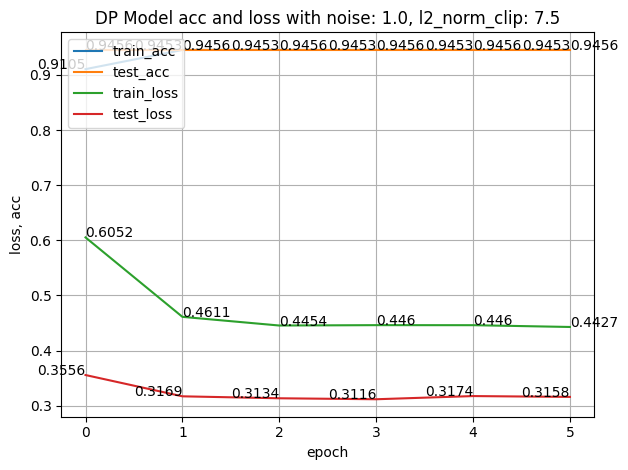 DP Model acc and loss with noise: 1.0, l2_norm_clip: 7.5
0.9456 0.9453 0.9456 0.9453 0.9456 0.9453 0.9456 0.9453 0.9456 0.9453 0.9456
train_acc
0.9105
test_acc
train_loss
test_loss
0.9
0.8
0.7
0.6
0.5
0.4
0.3
loss, acc
0.6052
0.4611
0.4454
0.446
0.446
0.4427
0.3556
0.3169
0.3134
0.3116
0.3174
0.3158
0 1 2 3 4 5
epoch